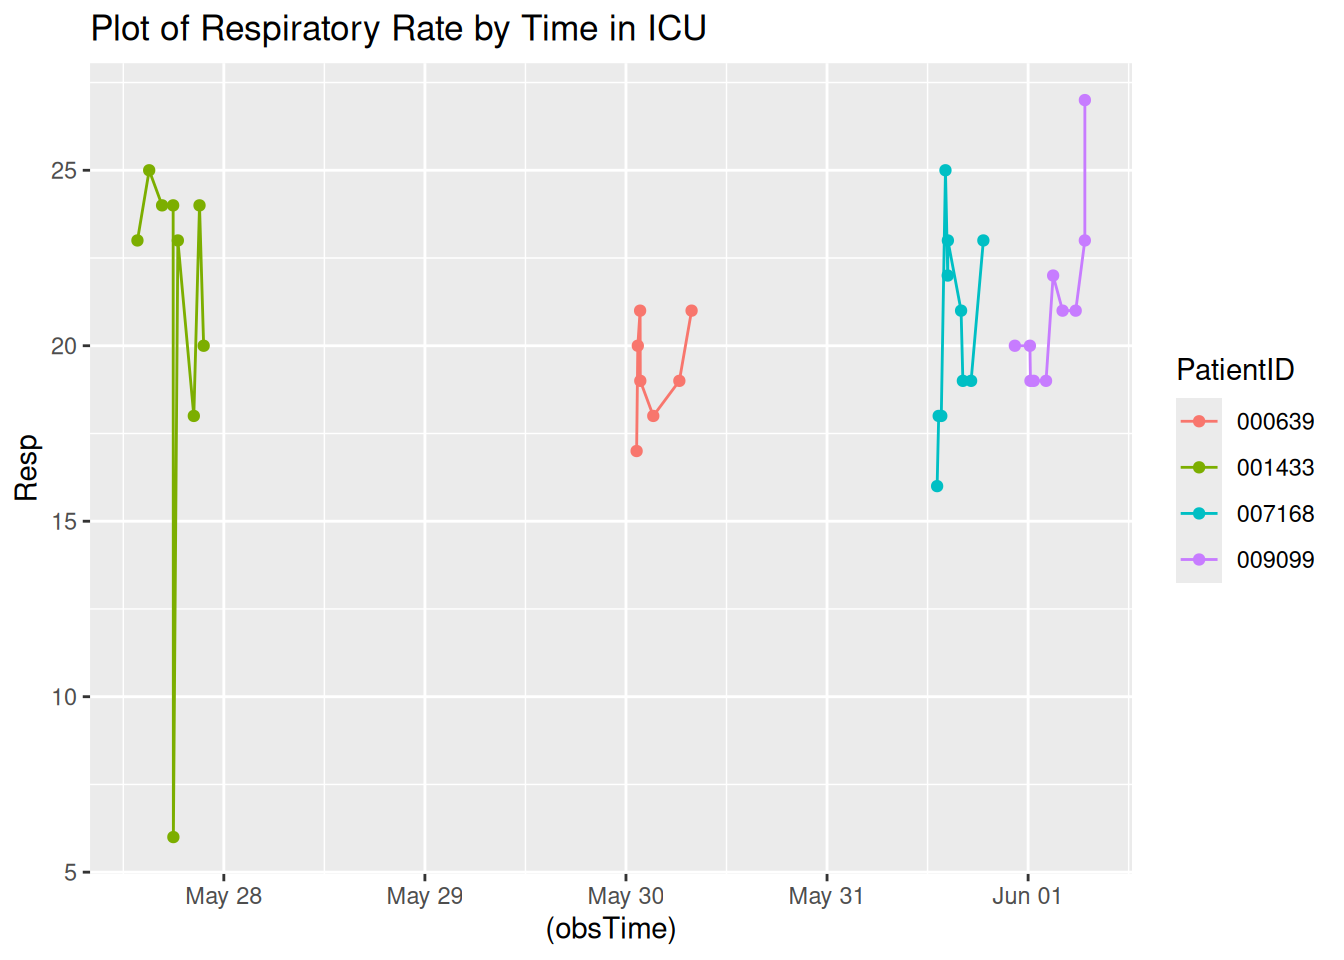 Plot of Respiratory Rate by Time in ICU
Resp
25
20
15
10
5
May 28
May 29
May 30
May 31
Jun 01
(obsTime)
PatientID
000639
001433
007168
009099